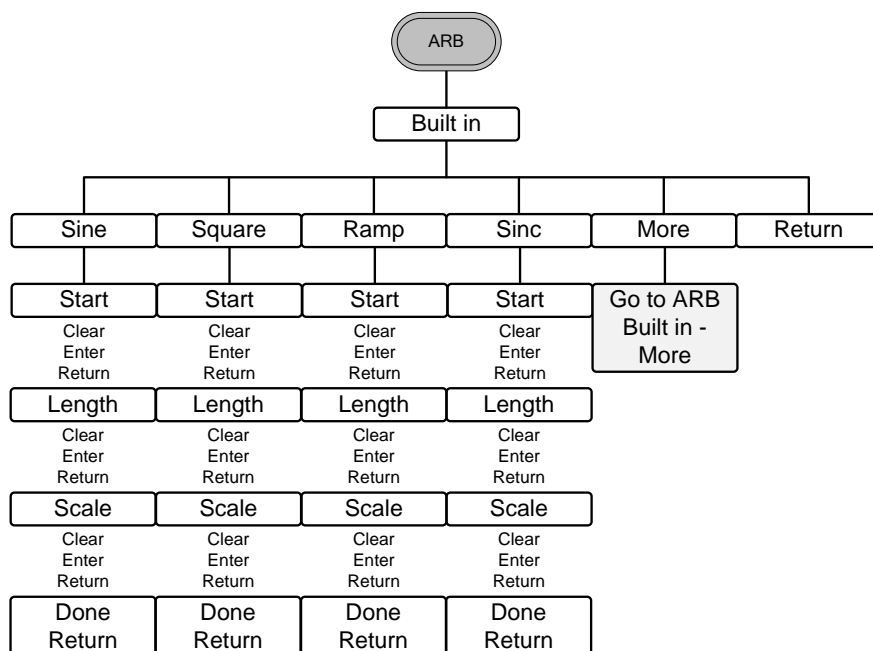 ARB
Built in
Sine Square Ramp Sinc More Return
Start Start Start Start Go to ARB
Built in -
More
Clear Clear Clear Clear
Enter Enter Enter Enter
Return Return Return Return
Length Length Length Length
Clear Clear Clear Clear
Enter Enter Enter Enter
Return Return Return Return
Scale Scale Scale Scale
Clear Clear Clear Clear
Enter Enter Enter Enter
Return Return Return Return
Done Done Done Done
Return Return Return Return